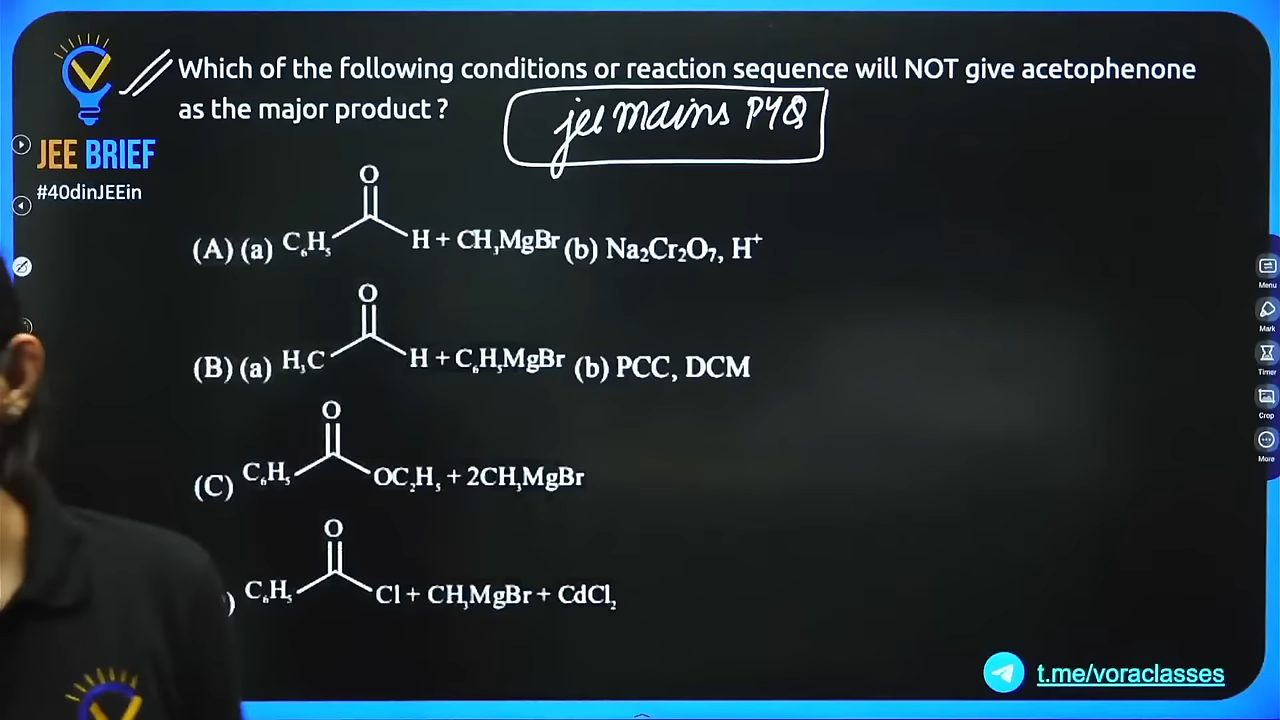 Which of the following conditions or reaction sequence will NOT give acetophenone
as the major product ?
jee mains PYQ
JEE BRIEF
#40dinJEEin
O
(A) (a) C₆H₅ H + CH₃MgBr (b) Na₂Cr₂O₇, H⁺
O
(B) (a) H₃C H + C₆H₅MgBr (b) PCC, DCM
O
(C) C₆H₅ OC₂H₅ + 2CH₃MgBr
O
) C₆H₅ Cl + CH₃MgBr + CdCl₂
Menu
Mark
Timer
Crop
More
t.me/voraclasses